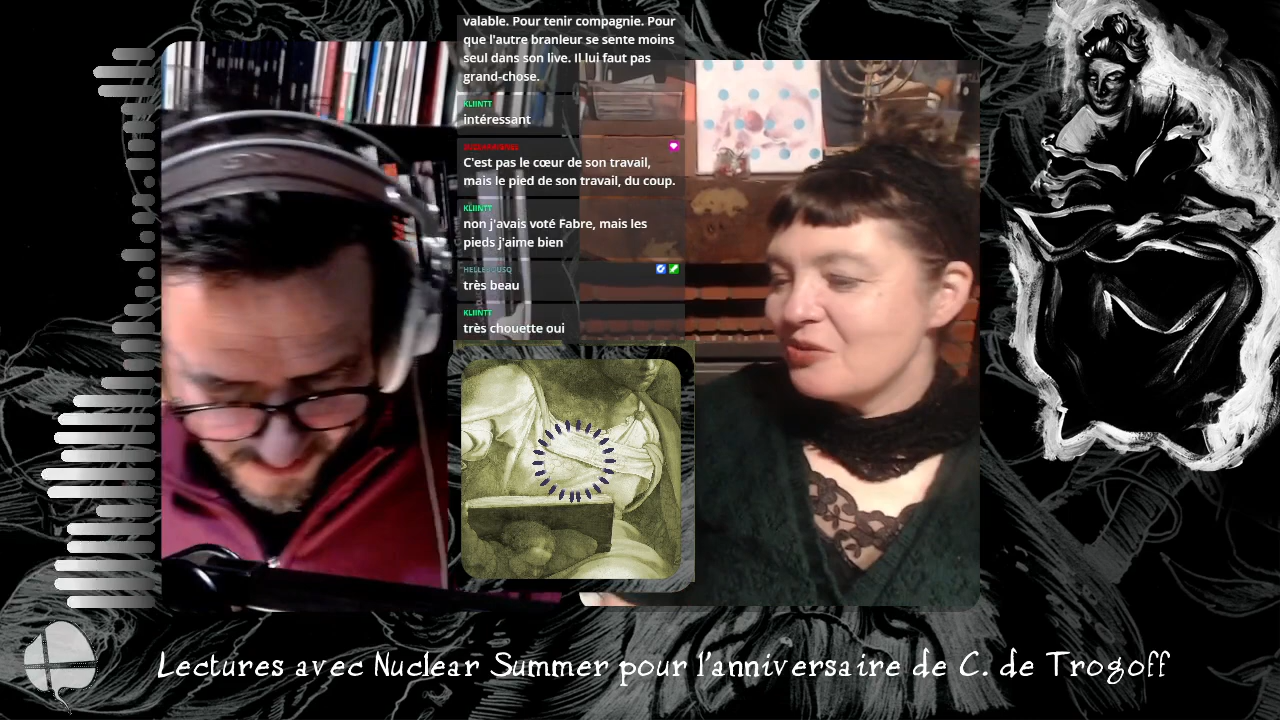 valable. Pour tenir compagnie. Pour
que l'autre branleur se sente moins
seul dans son live. Il lui faut pas
grand-chose.
KLIINTT
intéressant
C'est pas le cœur de son travail,
mais le pied de son travail, du coup.
KLIINTT
non j'avais voté Fabre, mais les
pieds j'aime bien
très beau
KLIINTT
très chouette oui
Lectures avec Nuclear Summer pour l'anniversaire de C. de Trogoff